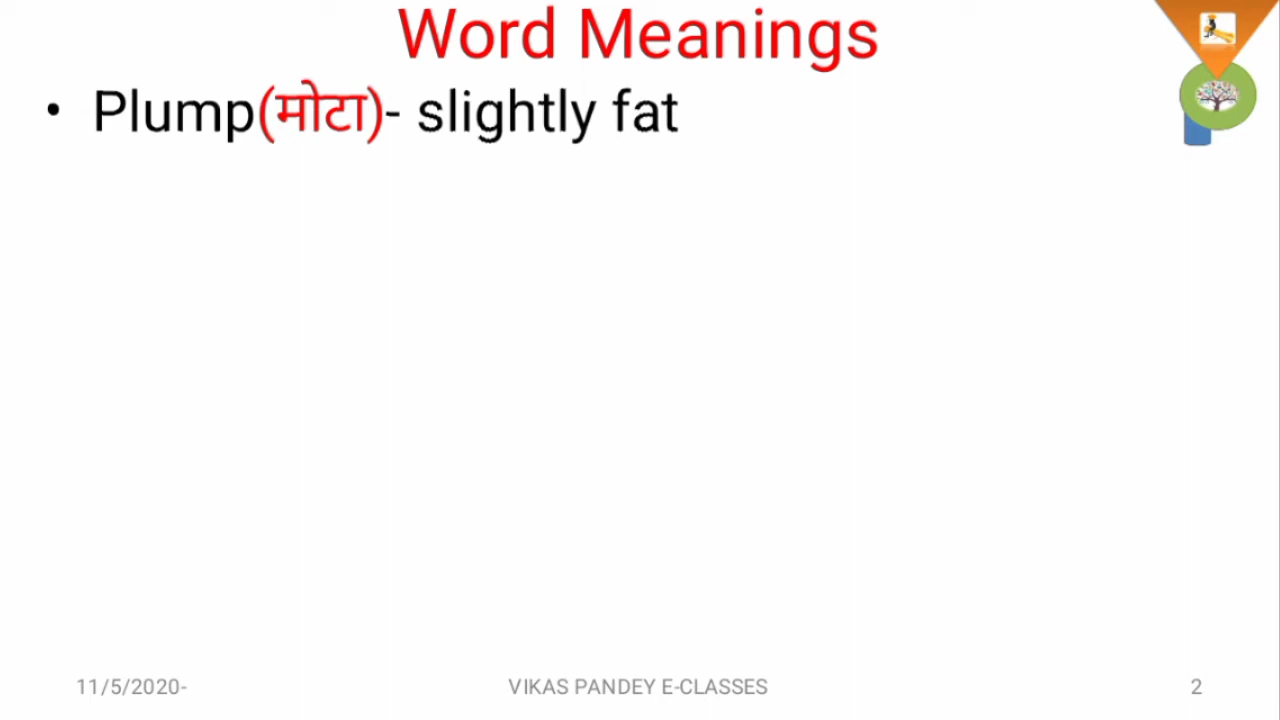 Word Meanings
• Plump(मोटा)- slightly fat
11/5/2020- VIKAS PANDEY E-CLASSES 2